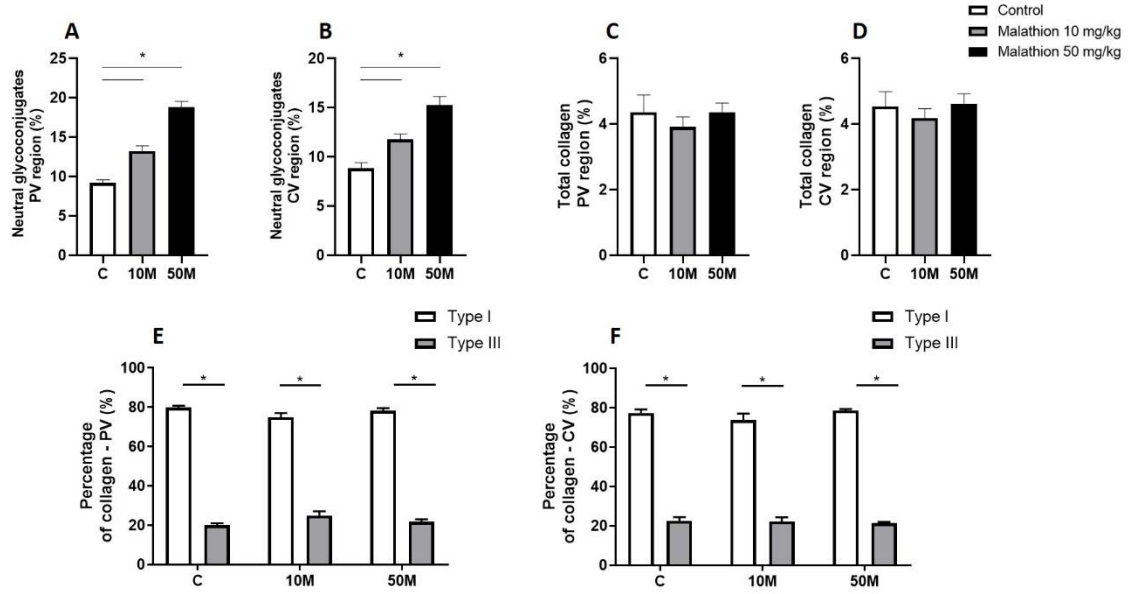 A
Neutral glycoconjugates
PV region (%)
25
20
15
10
5
0
*
C 10M 50M
B
Neutral glycoconjugates
CV region (%)
20
15
10
5
0
*
C 10M 50M
C
Total collagen
PV region (%)
6
4
2
0
C 10M 50M
D
Total collagen
CV region (%)
6
4
2
0
C 10M 50M
Control
Malathion 10 mg/kg
Malathion 50 mg/kg
E
Type I
Type III
Percentage
of collagen - PV (%)
100
80
60
40
20
0
* * *
C 10M 50M
F
Type I
Type III
Percentage
of collagen - CV (%)
100
80
60
40
20
0
* * *
C 10M 50M